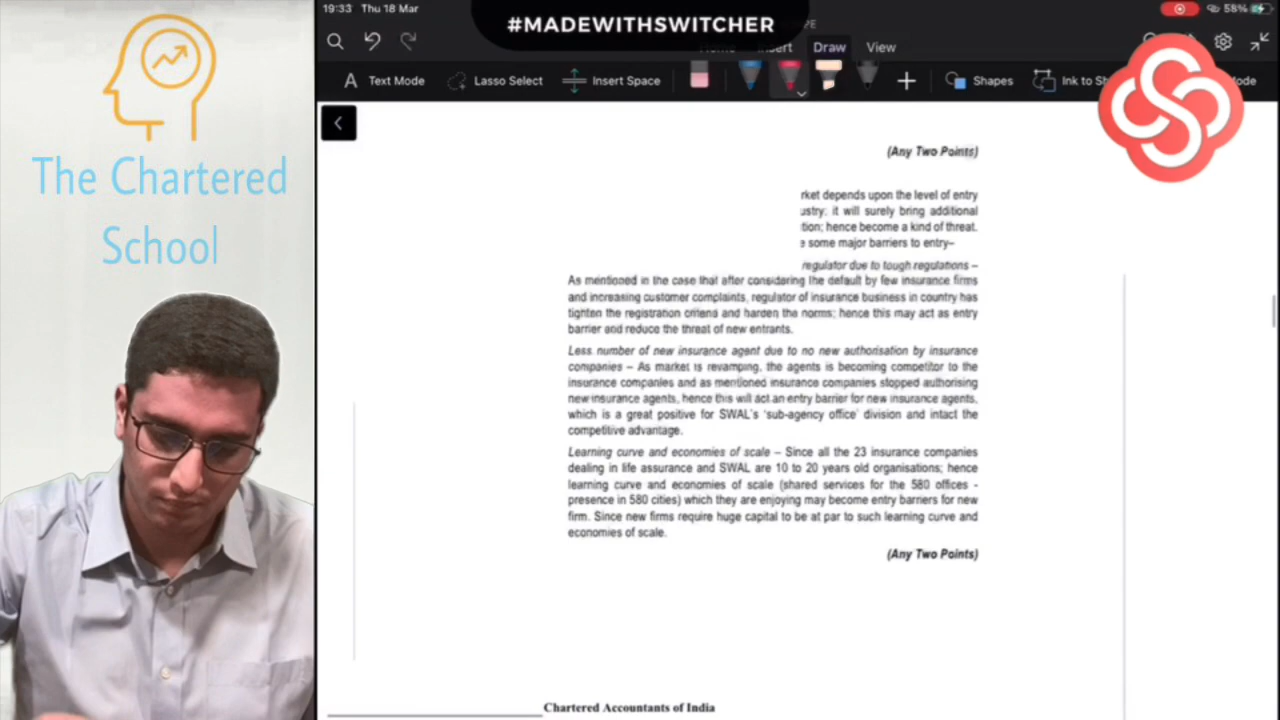 19:33 Thu 18 Mar
#MADEWITHSWITCHER
58%
Home Insert Draw View
Text Mode
Lasso Select
Insert Space
Shapes
Ink to Sh
ode
The Chartered
School
(Any Two Points)
rket depends upon the level of entry
ustry; it will surely bring additional
tion; hence become a kind of threat.
e some major barriers to entry–
regulator due to tough regulations –
As mentioned in the case that after considering the default by few insurance firms
and increasing customer complaints, regulator of insurance business in country has
tighten the registration criteria and harden the norms; hence this may act as entry
barrier and reduce the threat of new entrants.
Less number of new insurance agent due to no new authorisation by insurance
companies – As market is revamping, the agents is becoming competitor to the
insurance companies and as mentioned insurance companies stopped authorising
new insurance agents, hence this will act an entry barrier for new insurance agents,
which is a great positive for SWAL's 'sub-agency office' division and intact the
competitive advantage.
Learning curve and economies of scale – Since all the 23 insurance companies
dealing in life assurance and SWAL are 10 to 20 years old organisations; hence
learning curve and economies of scale (shared services for the 580 offices -
presence in 580 cities) which they are enjoying may become entry barriers for new
firm. Since new firms require huge capital to be at par to such learning curve and
economies of scale.
(Any Two Points)
Chartered Accountants of India